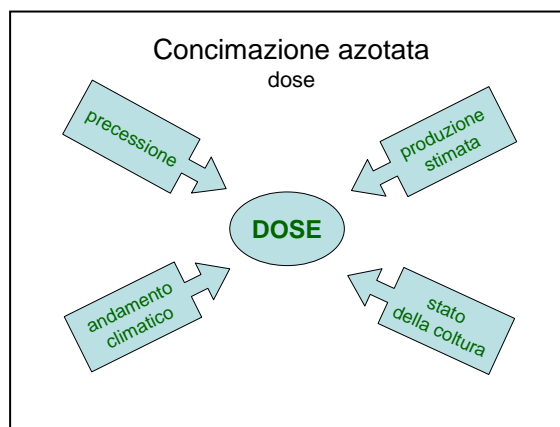 Concimazione azotata
dose
precessione
produzione
stimata
DOSE
andamento
climatico
stato
della coltura